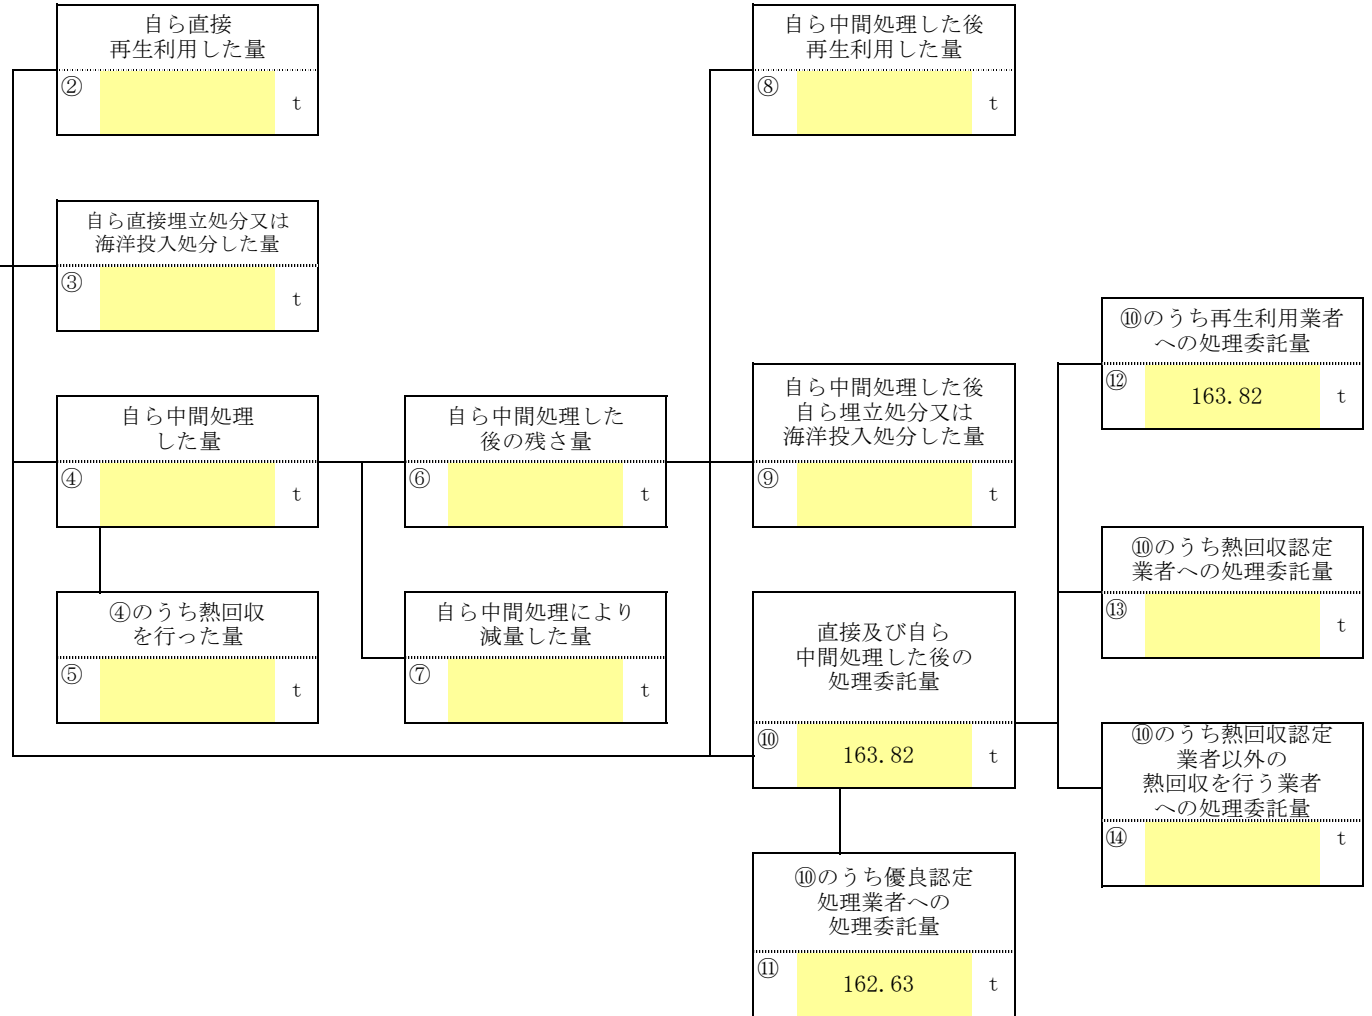 自ら直接
再生利用した量
②
t
自ら直接埋立処分又は
海洋投入処分した量
③
t
自ら中間処理
した量
④
t
④のうち熱回収
を行った量
⑤
t
自ら中間処理した
後の残さ量
⑥
t
自ら中間処理により
減量した量
⑦
t
自ら中間処理した後
再生利用した量
⑧
t
自ら中間処理した後
自ら埋立処分又は
海洋投入処分した量
⑨
t
直接及び自ら
中間処理した後の
処理委託量
⑩ 163.82 t
⑩のうち優良認定
処理業者への
処理委託量
⑪ 162.63 t
⑩のうち再生利用業者
への処理委託量
⑫ 163.82 t
⑩のうち熱回収認定
業者への処理委託量
⑬
t
⑩のうち熱回収認定
業者以外の
熱回収を行う業者
への処理委託量
⑭
t